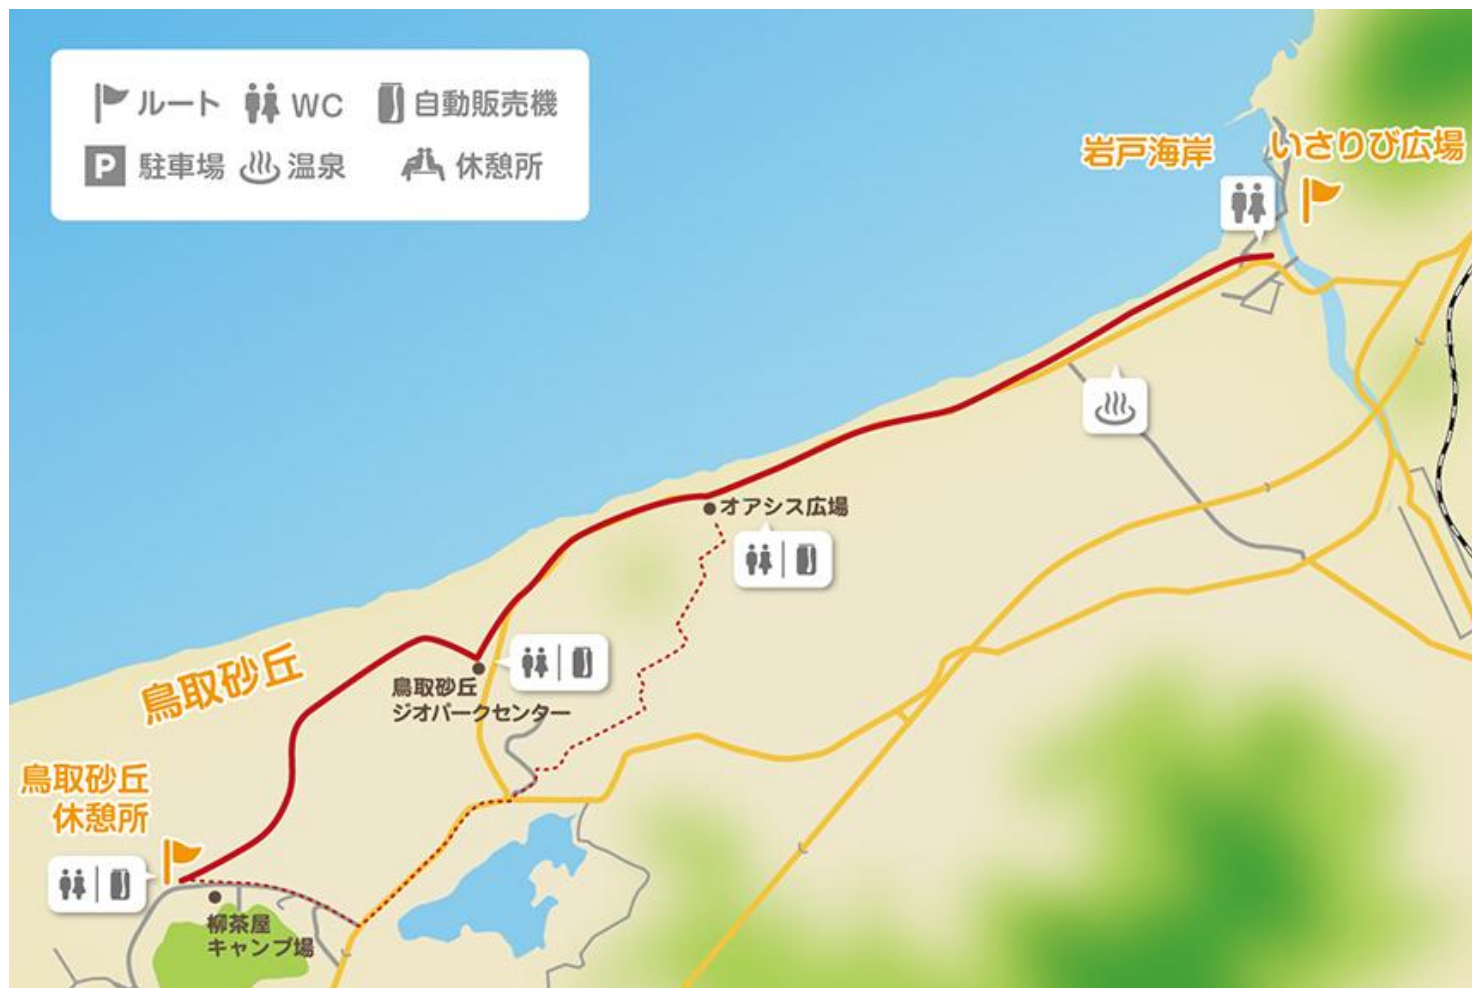 ルート WC 自動販売機
P 駐車場 温泉 休憩所
岩戸海岸
いさりび広場
オアシス広場
鳥取砂丘
ジオパークセンター
鳥取砂丘
鳥取砂丘
休憩所
柳茶屋
キャンプ場